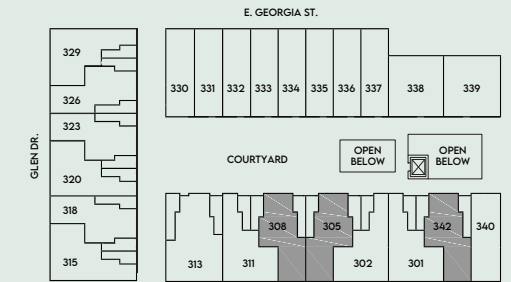 E. GEORGIA ST.
GLEN DR.
329
326
323
320
318
315
330 331 332 333 334 335 336 337 338 339
COURTYARD
OPEN
BELOW
OPEN
BELOW
308 305 342 340
313 311 302 301